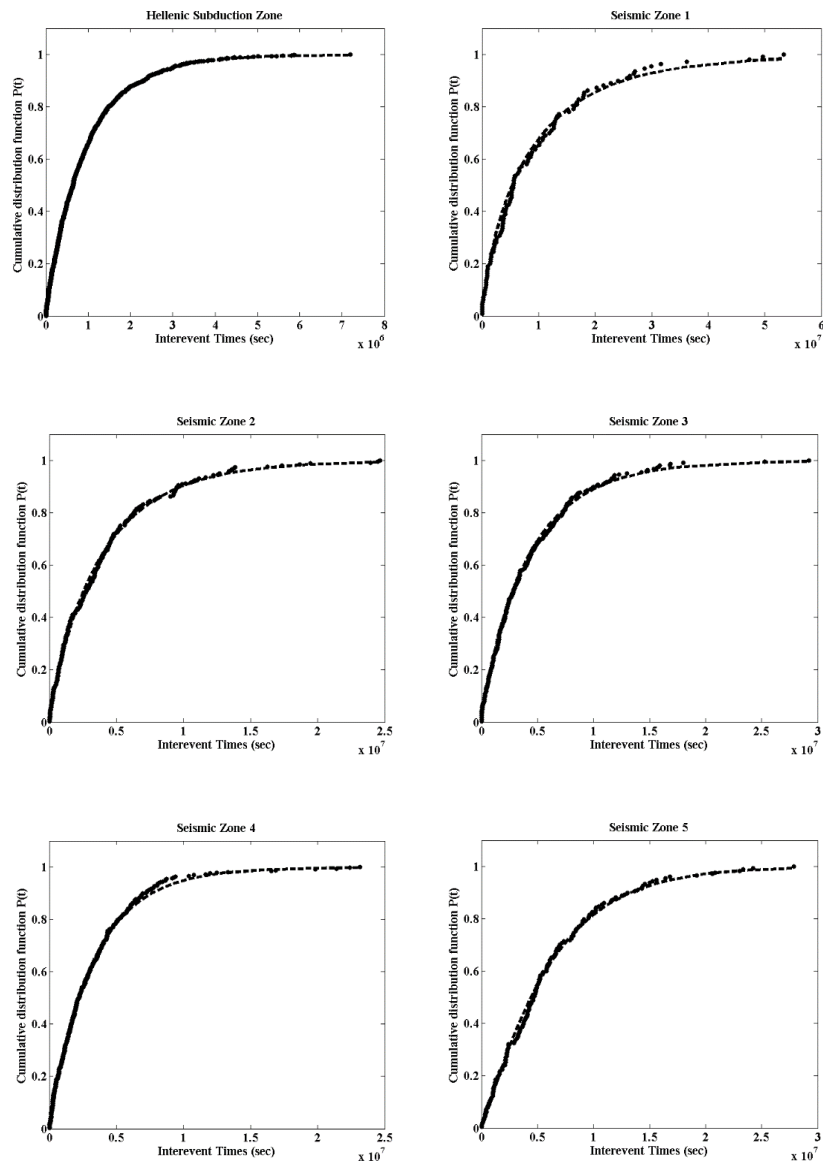 Hellenic Subduction Zone
Cumulative distribution function P(t)
1
0.8
0.6
0.4
0.2
0
0 1 2 3 4 5 6 7 8
Interevent Times (sec)
x 10^6
Seismic Zone 1
Cumulative distribution function P(t)
1
0.8
0.6
0.4
0.2
0
0 1 2 3 4 5 6
Interevent Times (sec)
x 10^7
Seismic Zone 2
Cumulative distribution function P(t)
1
0.8
0.6
0.4
0.2
0
0 0.5 1 1.5 2 2.5
Interevent Times (sec)
x 10^7
Seismic Zone 3
Cumulative distribution function P(t)
1
0.8
0.6
0.4
0.2
0
0 0.5 1 1.5 2 2.5 3
Interevent Times (sec)
x 10^7
Seismic Zone 4
Cumulative distribution function P(t)
1
0.8
0.6
0.4
0.2
0
0 0.5 1 1.5 2 2.5
Interevent Times (sec)
x 10^7
Seismic Zone 5
Cumulative distribution function P(t)
1
0.8
0.6
0.4
0.2
0
0 0.5 1 1.5 2 2.5 3
Interevent Times (sec)
x 10^7